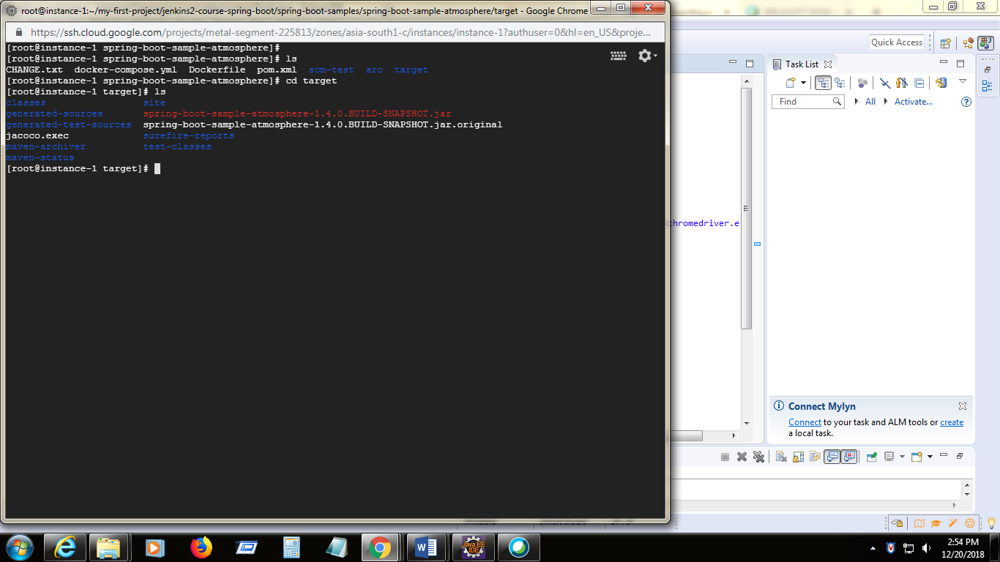 root@instance-1:~/my-first-project/jenkins2-course-spring-boot/spring-boot-samples/spring-boot-sample-atmosphere/target - Google Chrome
https://ssh.cloud.google.com/projects/metal-segment-225813/zones/asia-south1-c/instances/instance-1?authuser=0&hl=en_US&proje...
[root@instance-1 spring-boot-sample-atmosphere]#
[root@instance-1 spring-boot-sample-atmosphere]# ls
CHANGE.txt docker-compose.yml Dockerfile pom.xml scm-test src target
[root@instance-1 spring-boot-sample-atmosphere]# cd target
[root@instance-1 target]# ls
classes site
generated-sources spring-boot-sample-atmosphere-1.4.0.BUILD-SNAPSHOT.jar
generated-test-sources spring-boot-sample-atmosphere-1.4.0.BUILD-SNAPSHOT.jar.original
jacoco.exec surefire-reports
maven-archiver test-classes
maven-status
[root@instance-1 target]#
Quick Access
Task List
Find All Activate...
chromedriver.e
Connect Mylyn
Connect to your task and ALM tools or create
a local task.
Java EE
IDE
2:54 PM
12/20/2018